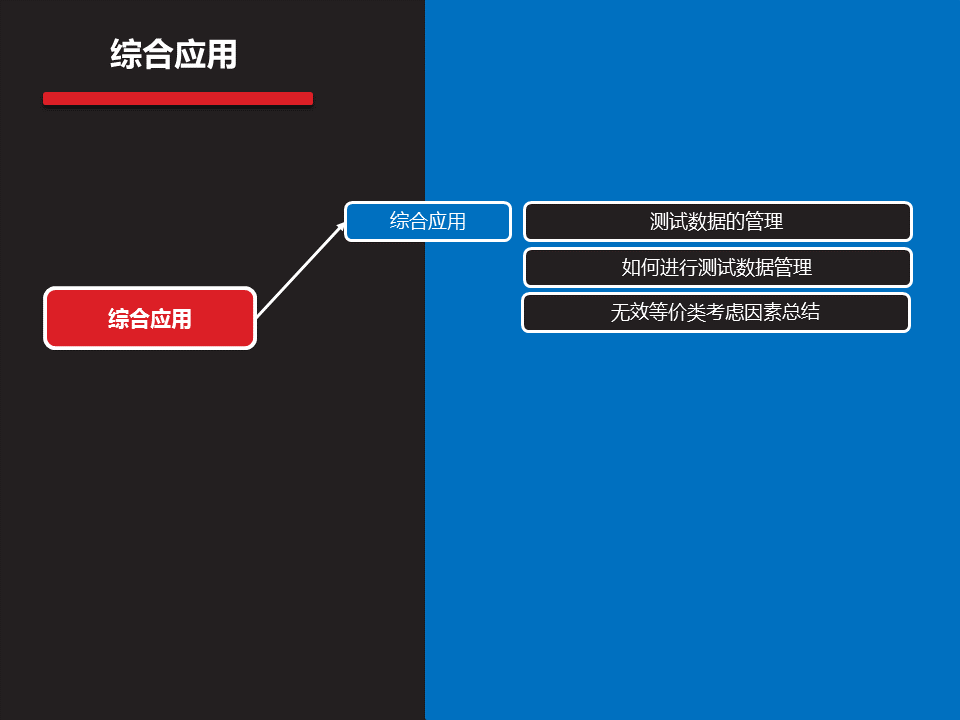 综合应用
综合应用
测试数据的管理
如何进行测试数据管理
综合应用
无效等价类考虑因素总结